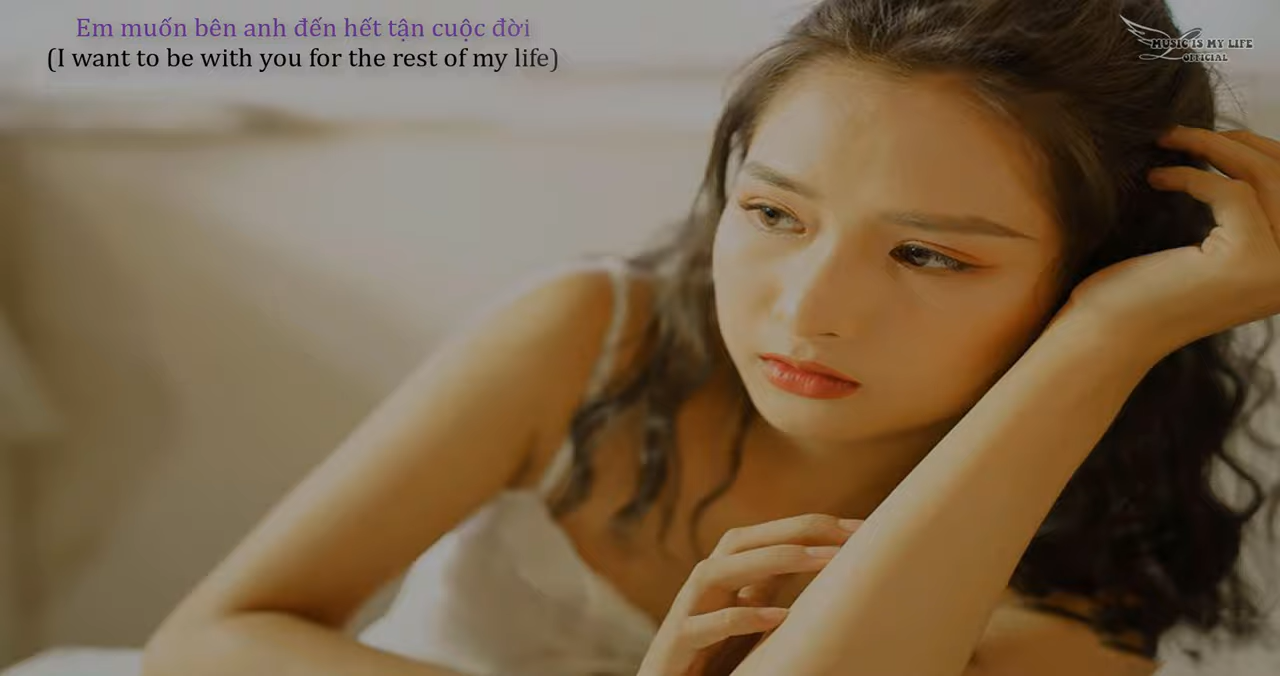 Em muốn bên anh đến hết tận cuộc đời
(I want to be with you for the rest of my life)
MUSIC IS MY LIFE
OFFICIAL